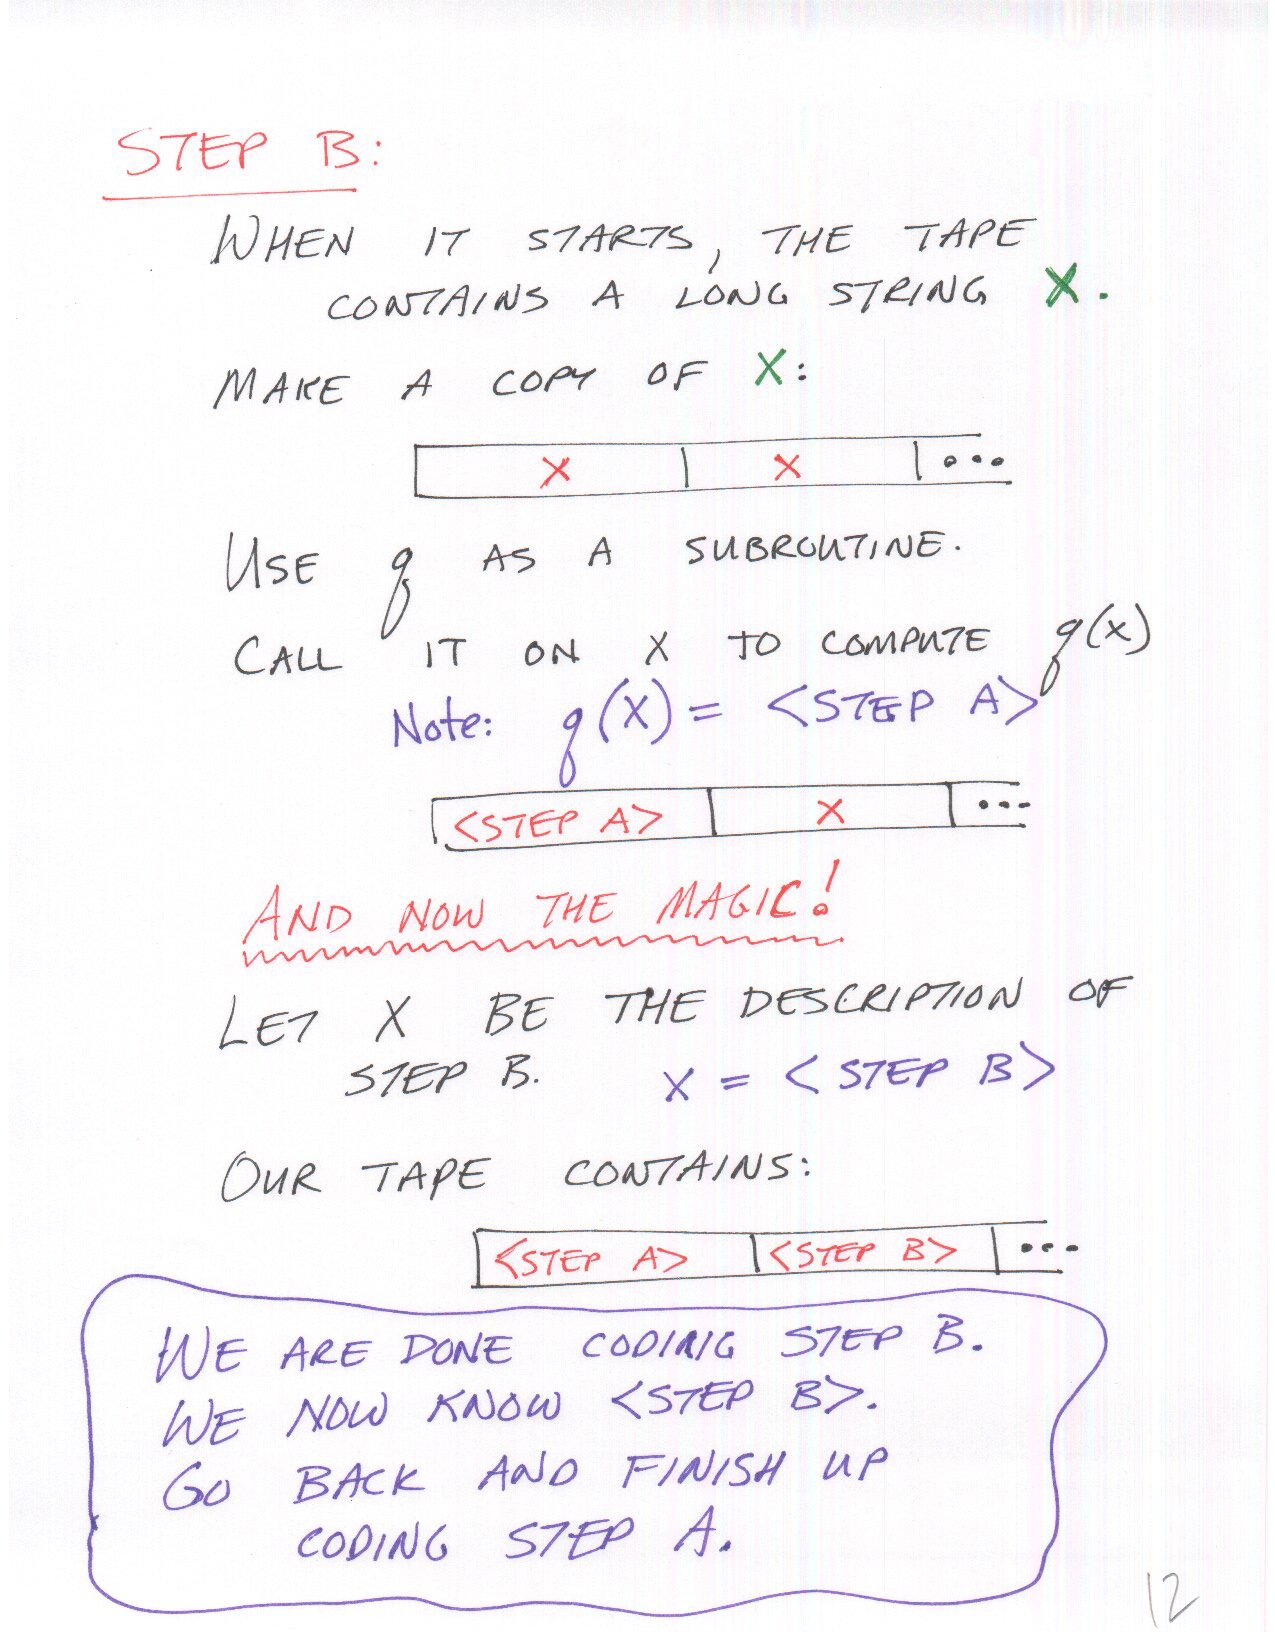 STEP B:
WHEN IT STARTS, THE TAPE
CONTAINS A LONG STRING X.
MAKE A COPY OF X:
X X •••
USE q AS A SUBROUTINE.
CALL IT ON X TO COMPUTE q(x)
Note: q(x) = <STEP A>
<STEP A> X •••
AND NOW THE MAGIC!
LET X BE THE DESCRIPTION OF
STEP B. X = <STEP B>
OUR TAPE CONTAINS:
<STEP A> <STEP B> •••
WE ARE DONE CODING STEP B.
WE NOW KNOW <STEP B>.
GO BACK AND FINISH UP
CODING STEP A.
12